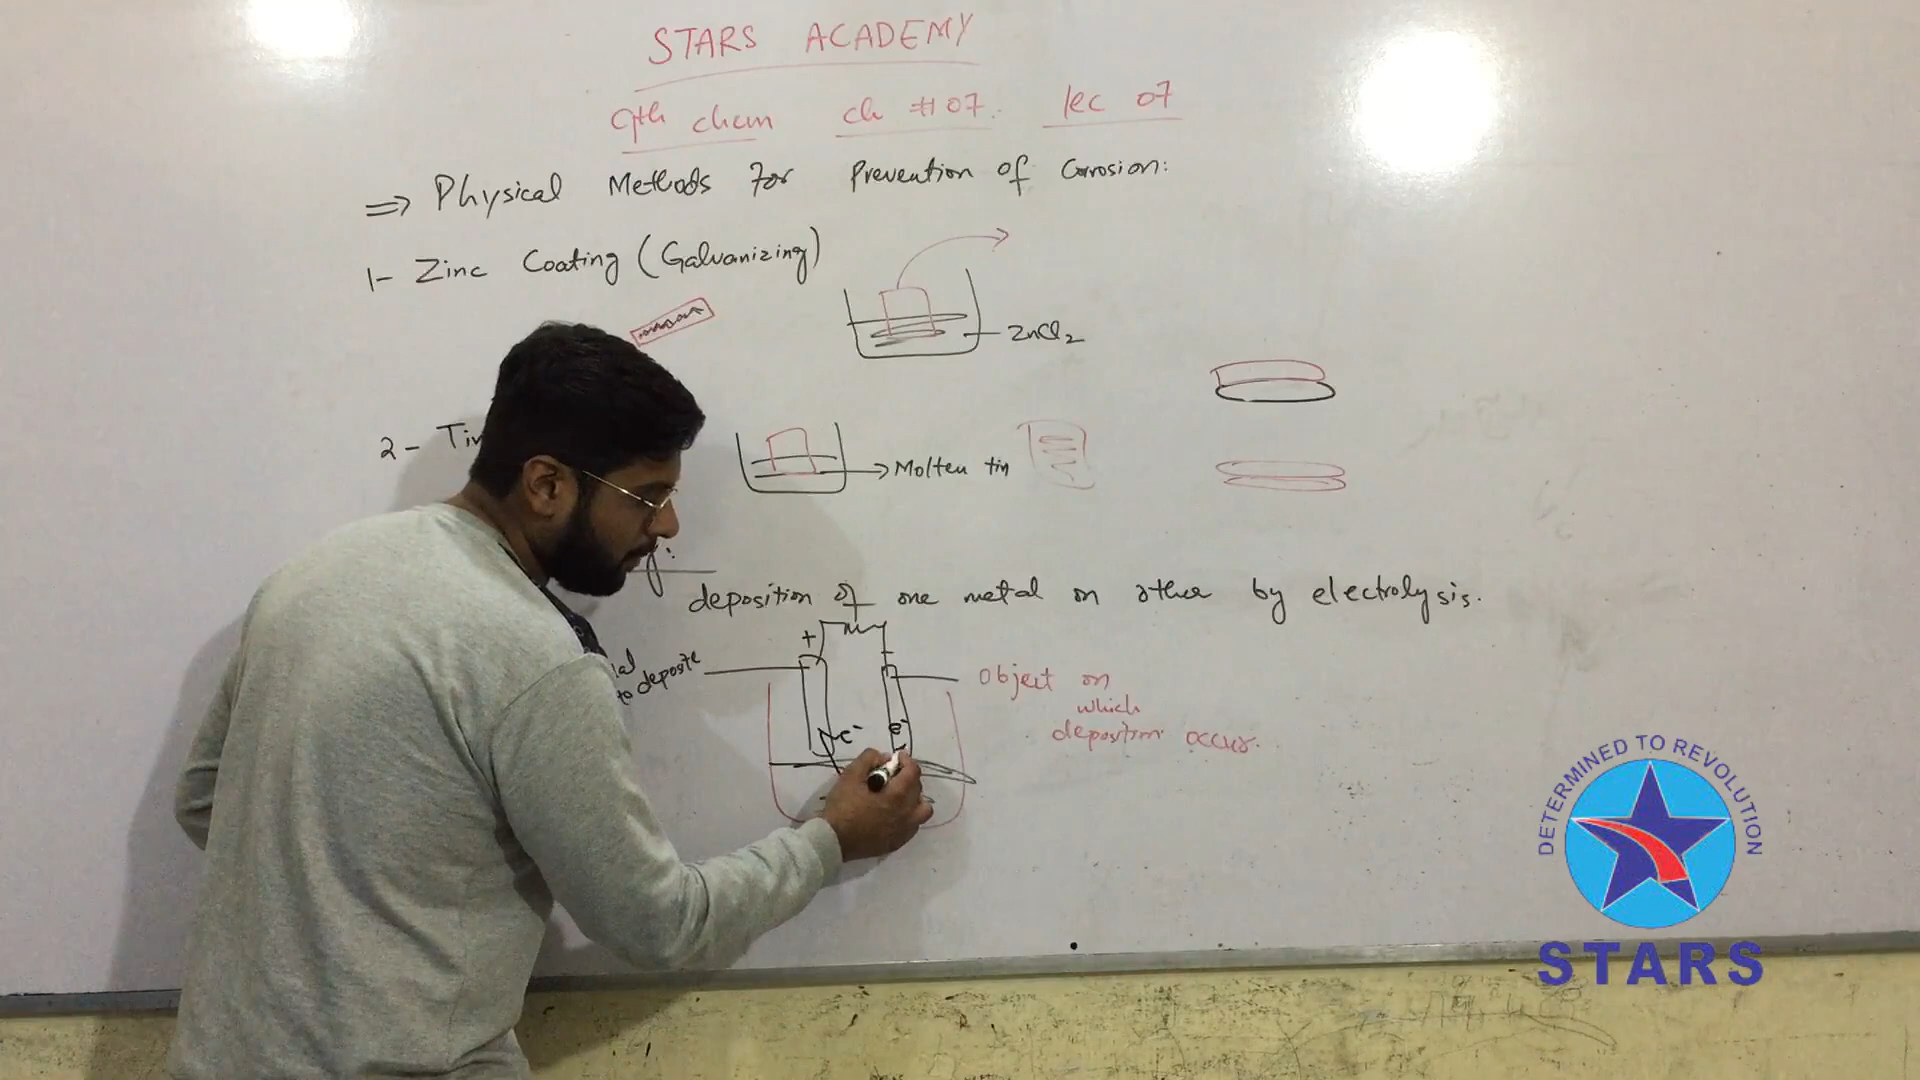 STARS ACADEMY
9th chem ch #07. lec 07
⇒ Physical Methods For Prevention of Corrosion:
1- Zinc Coating (Galvanizing)
ZnCl2
2- Tin
Molten tin
deposition of one metal on other by electrolysis.
+
-
to deposite
Object on
which
deposition occur.
e-
e-
DETERMINED TO REVOLUTION
STARS